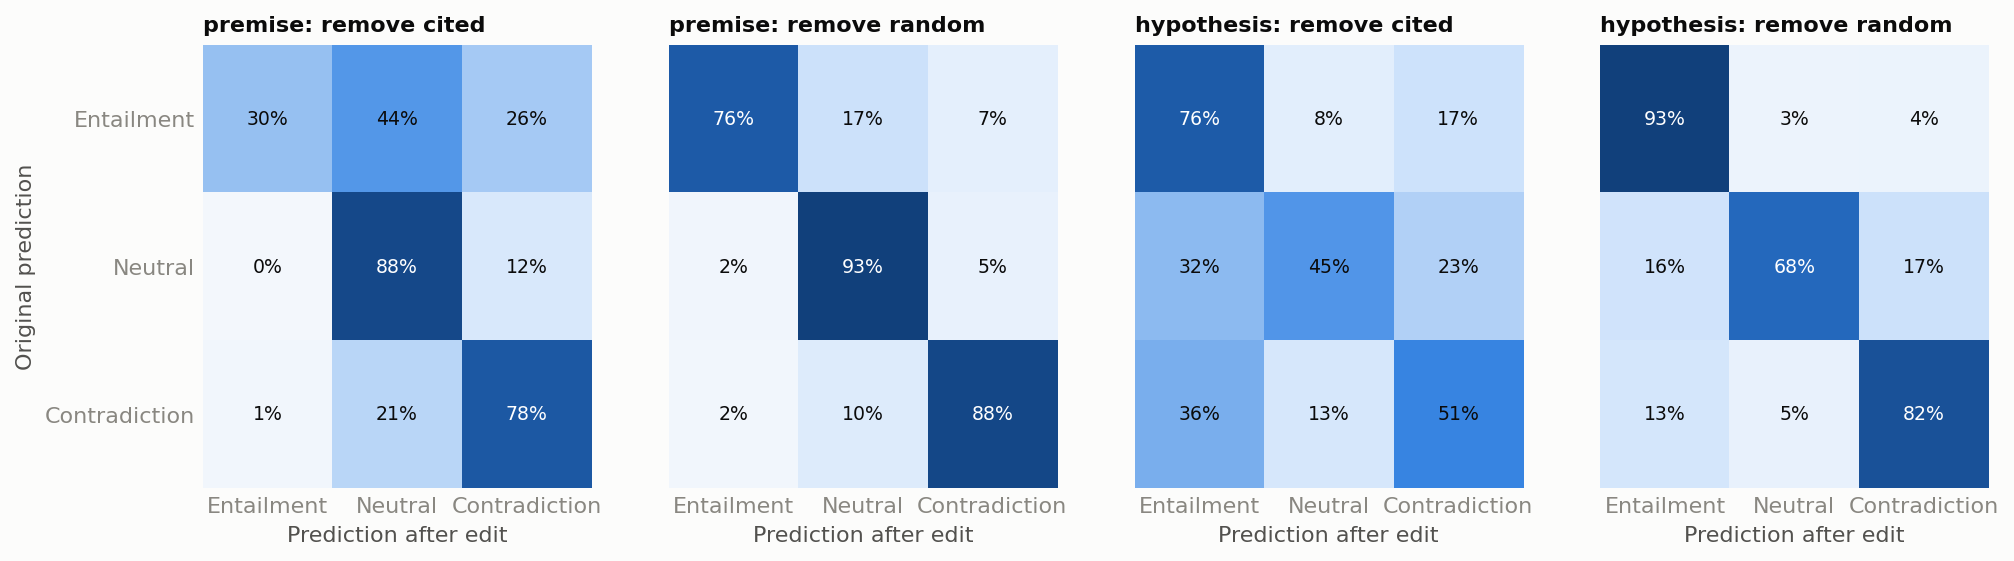 premise: remove cited
premise: remove random
hypothesis: remove cited
hypothesis: remove random
Original prediction
Entailment
30% 44% 26%
76% 17% 7%
76% 8% 17%
93% 3% 4%
Neutral
0% 88% 12%
2% 93% 5%
32% 45% 23%
16% 68% 17%
Contradiction
1% 21% 78%
2% 10% 88%
36% 13% 51%
13% 5% 82%
Entailment Neutral Contradiction
Entailment Neutral Contradiction
Entailment Neutral Contradiction
Entailment Neutral Contradiction
Prediction after edit
Prediction after edit
Prediction after edit
Prediction after edit